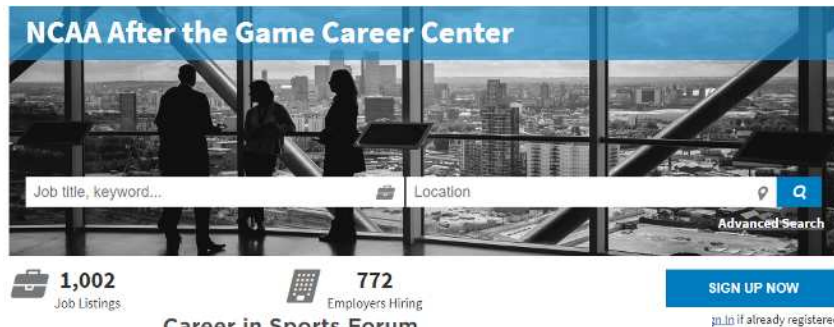 NCAA After the Game Career Center
Job title, keyword...
Location
Advanced Search
1,002
Job Listings
772
Employers Hiring
SIGN UP NOW
in if already registered
Career in Sports Forum